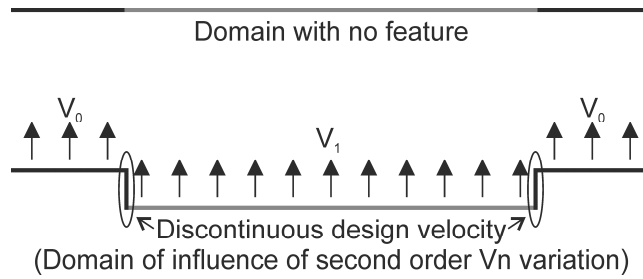 Domain with no feature
V₀ V₀
V₁
Discontinuous design velocity
(Domain of influence of second order Vn variation)